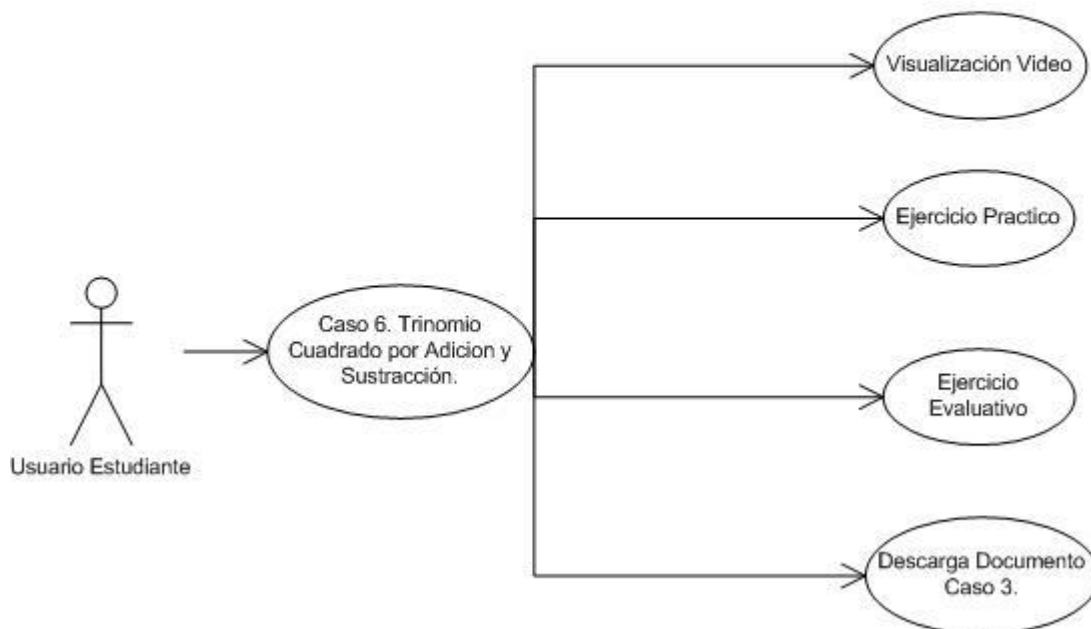 Visualización Video
Ejercicio Practico
Caso 6. Trinomio
Cuadrado por Adicion y
Sustracción.
Ejercicio
Evaluativo
Usuario Estudiante
Descarga Documento
Caso 3.